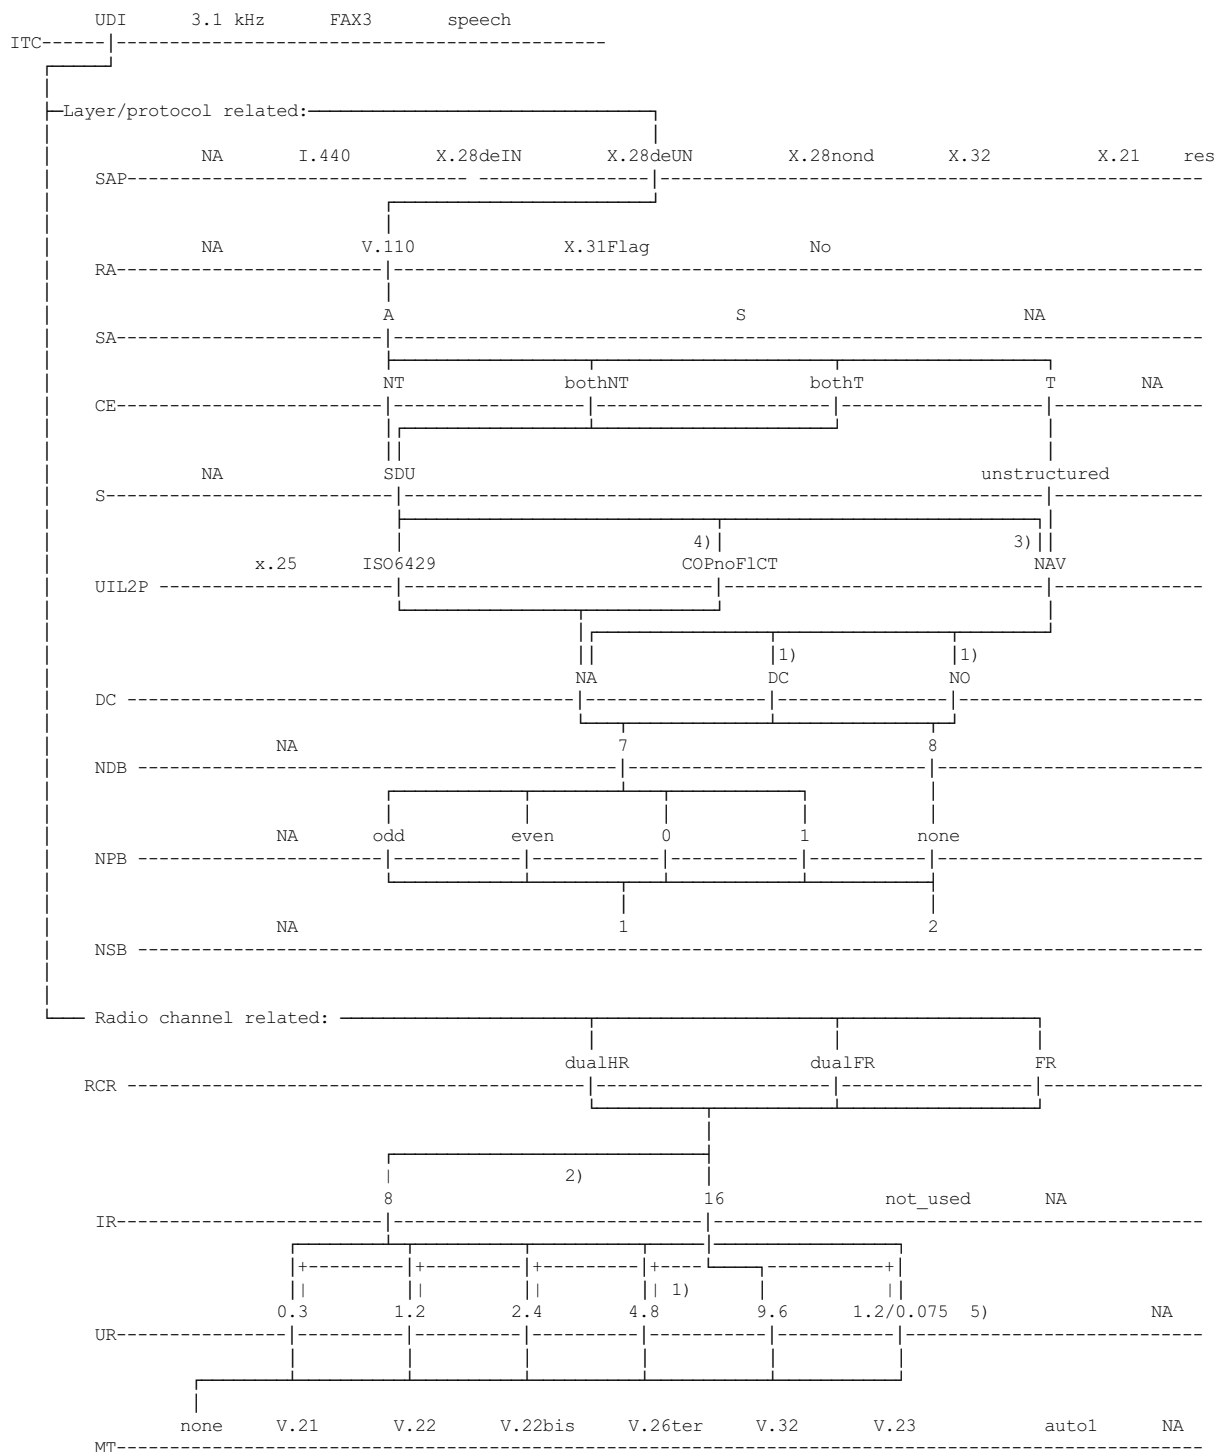 UDI 3.1 kHz FAX3 speech
ITC
Layer/protocol related:
NA I.440 X.28deIN X.28deUN X.28nond X.32 X.21 res
SAP
NA V.110 X.31Flag No
RA
A S NA
SA
NT bothNT bothT T NA
CE
NA SDU unstructured
S
4) 3)
x.25 ISO6429 COPnoFlCT NAV
UIL2P
1) 1)
NA DC NO
DC
NA 7 8
NDB
NA odd even 0 1 none
NPB
NA 1 2
NSB
Radio channel related:
dualHR dualFR FR
RCR
2)
8 16 not_used NA
IR
1)
0.3 1.2 2.4 4.8 9.6 1.2/0.075 5) NA
UR
none V.21 V.22 V.22bis V.26ter V.32 V.23 auto1 NA
MT